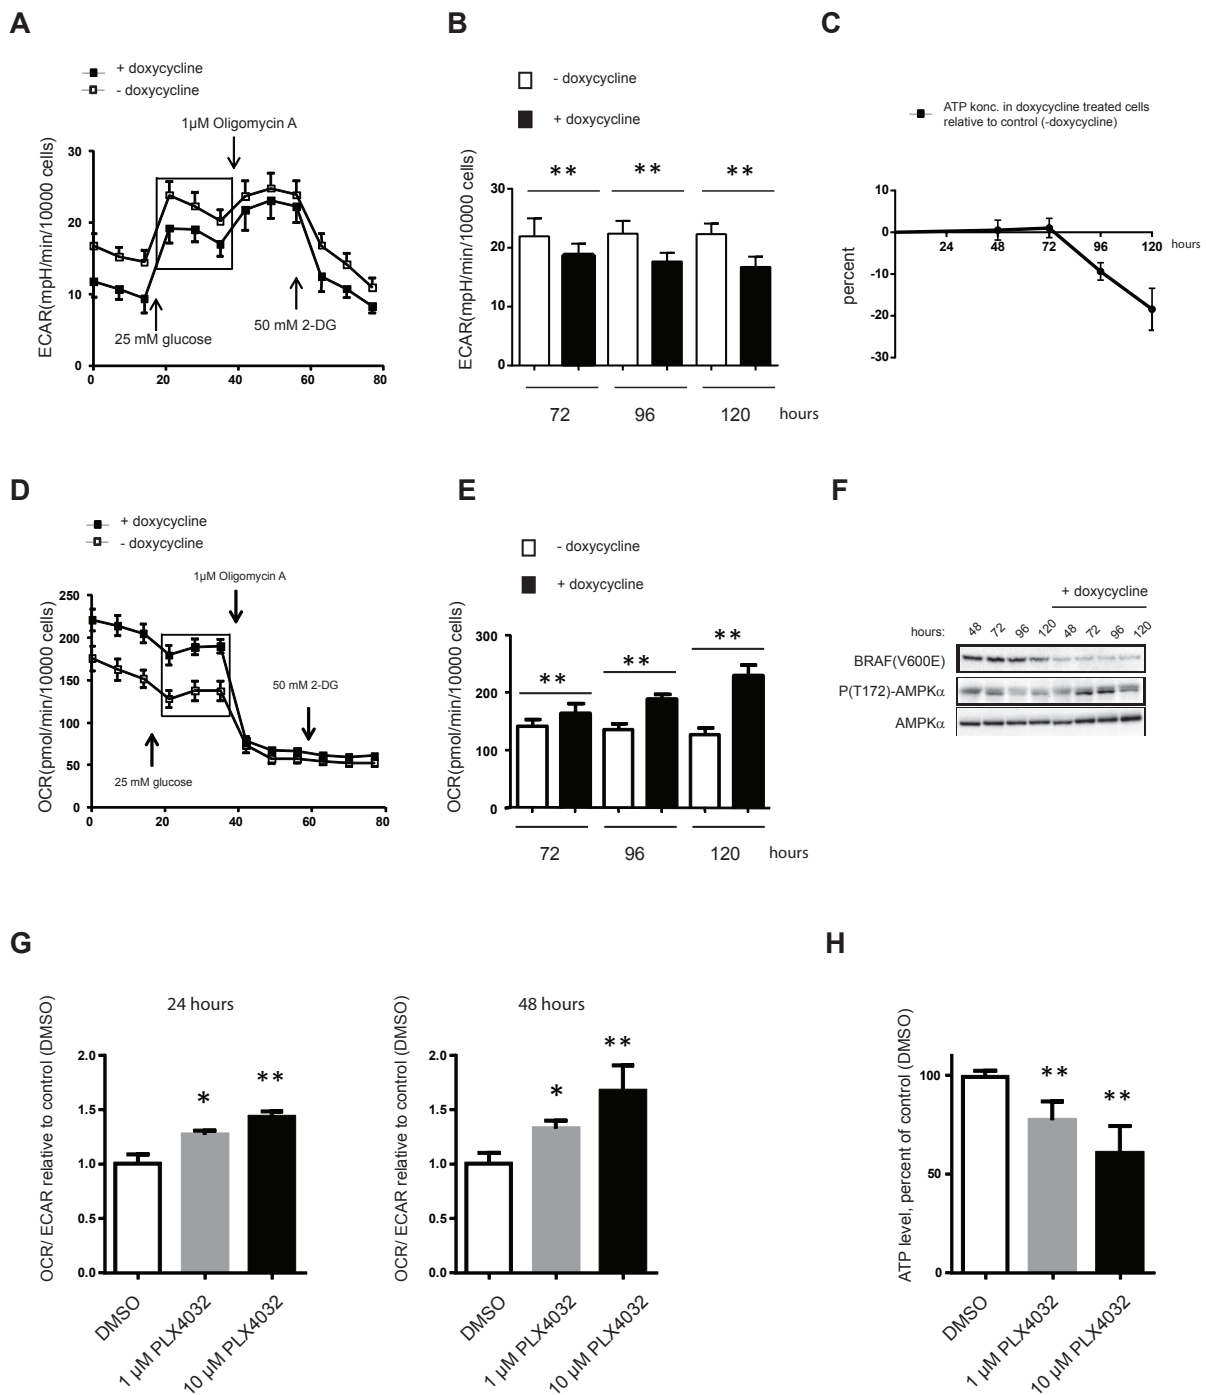 A
+ doxycycline
- doxycycline
1µM Oligomycin A
ECAR(mpH/min/10000 cells)
30
20
10
0
25 mM glucose
50 mM 2-DG
0
20
40
60
80
B
- doxycycline
+ doxycycline
ECAR(mpH/min/10000 cells)
** ** **
30
20
10
0
72 96 120 hours
C
ATP konc. in doxycycline treated cells
relative to control (-doxycycline)
percent
10
0
-10
-20
-30
24 48 72 96 120 hours
D
+ doxycycline
- doxycycline
1µM Oligomycin A
OCR(pmol/min/10000 cells)
250
200
150
100
50
0
50 mM 2-DG
25 mM glucose
0 20 40 60 80
E
- doxycycline
+ doxycycline
OCR(pmol/min/10000 cells)
300
200
100
0
** ** **
72 96 120 hours
F
+ doxycycline
hours: 48 72 96 120 48 72 96 120
BRAF(V600E)
P(T172)-AMPKα
AMPKα
G
24 hours
OCR/ ECAR relative to control (DMSO)
2.0
1.5
1.0
0.5
0.0
* **
DMSO
1 µM PLX4032
10 µM PLX4032
48 hours
OCR/ ECAR relative to control (DMSO)
2.0
1.5
1.0
0.5
0.0
* **
DMSO
1 µM PLX4032
10 µM PLX4032
H
ATP level, percent of control (DMSO)
100
50
0
** **
DMSO
1 µM PLX4032
10 µM PLX4032